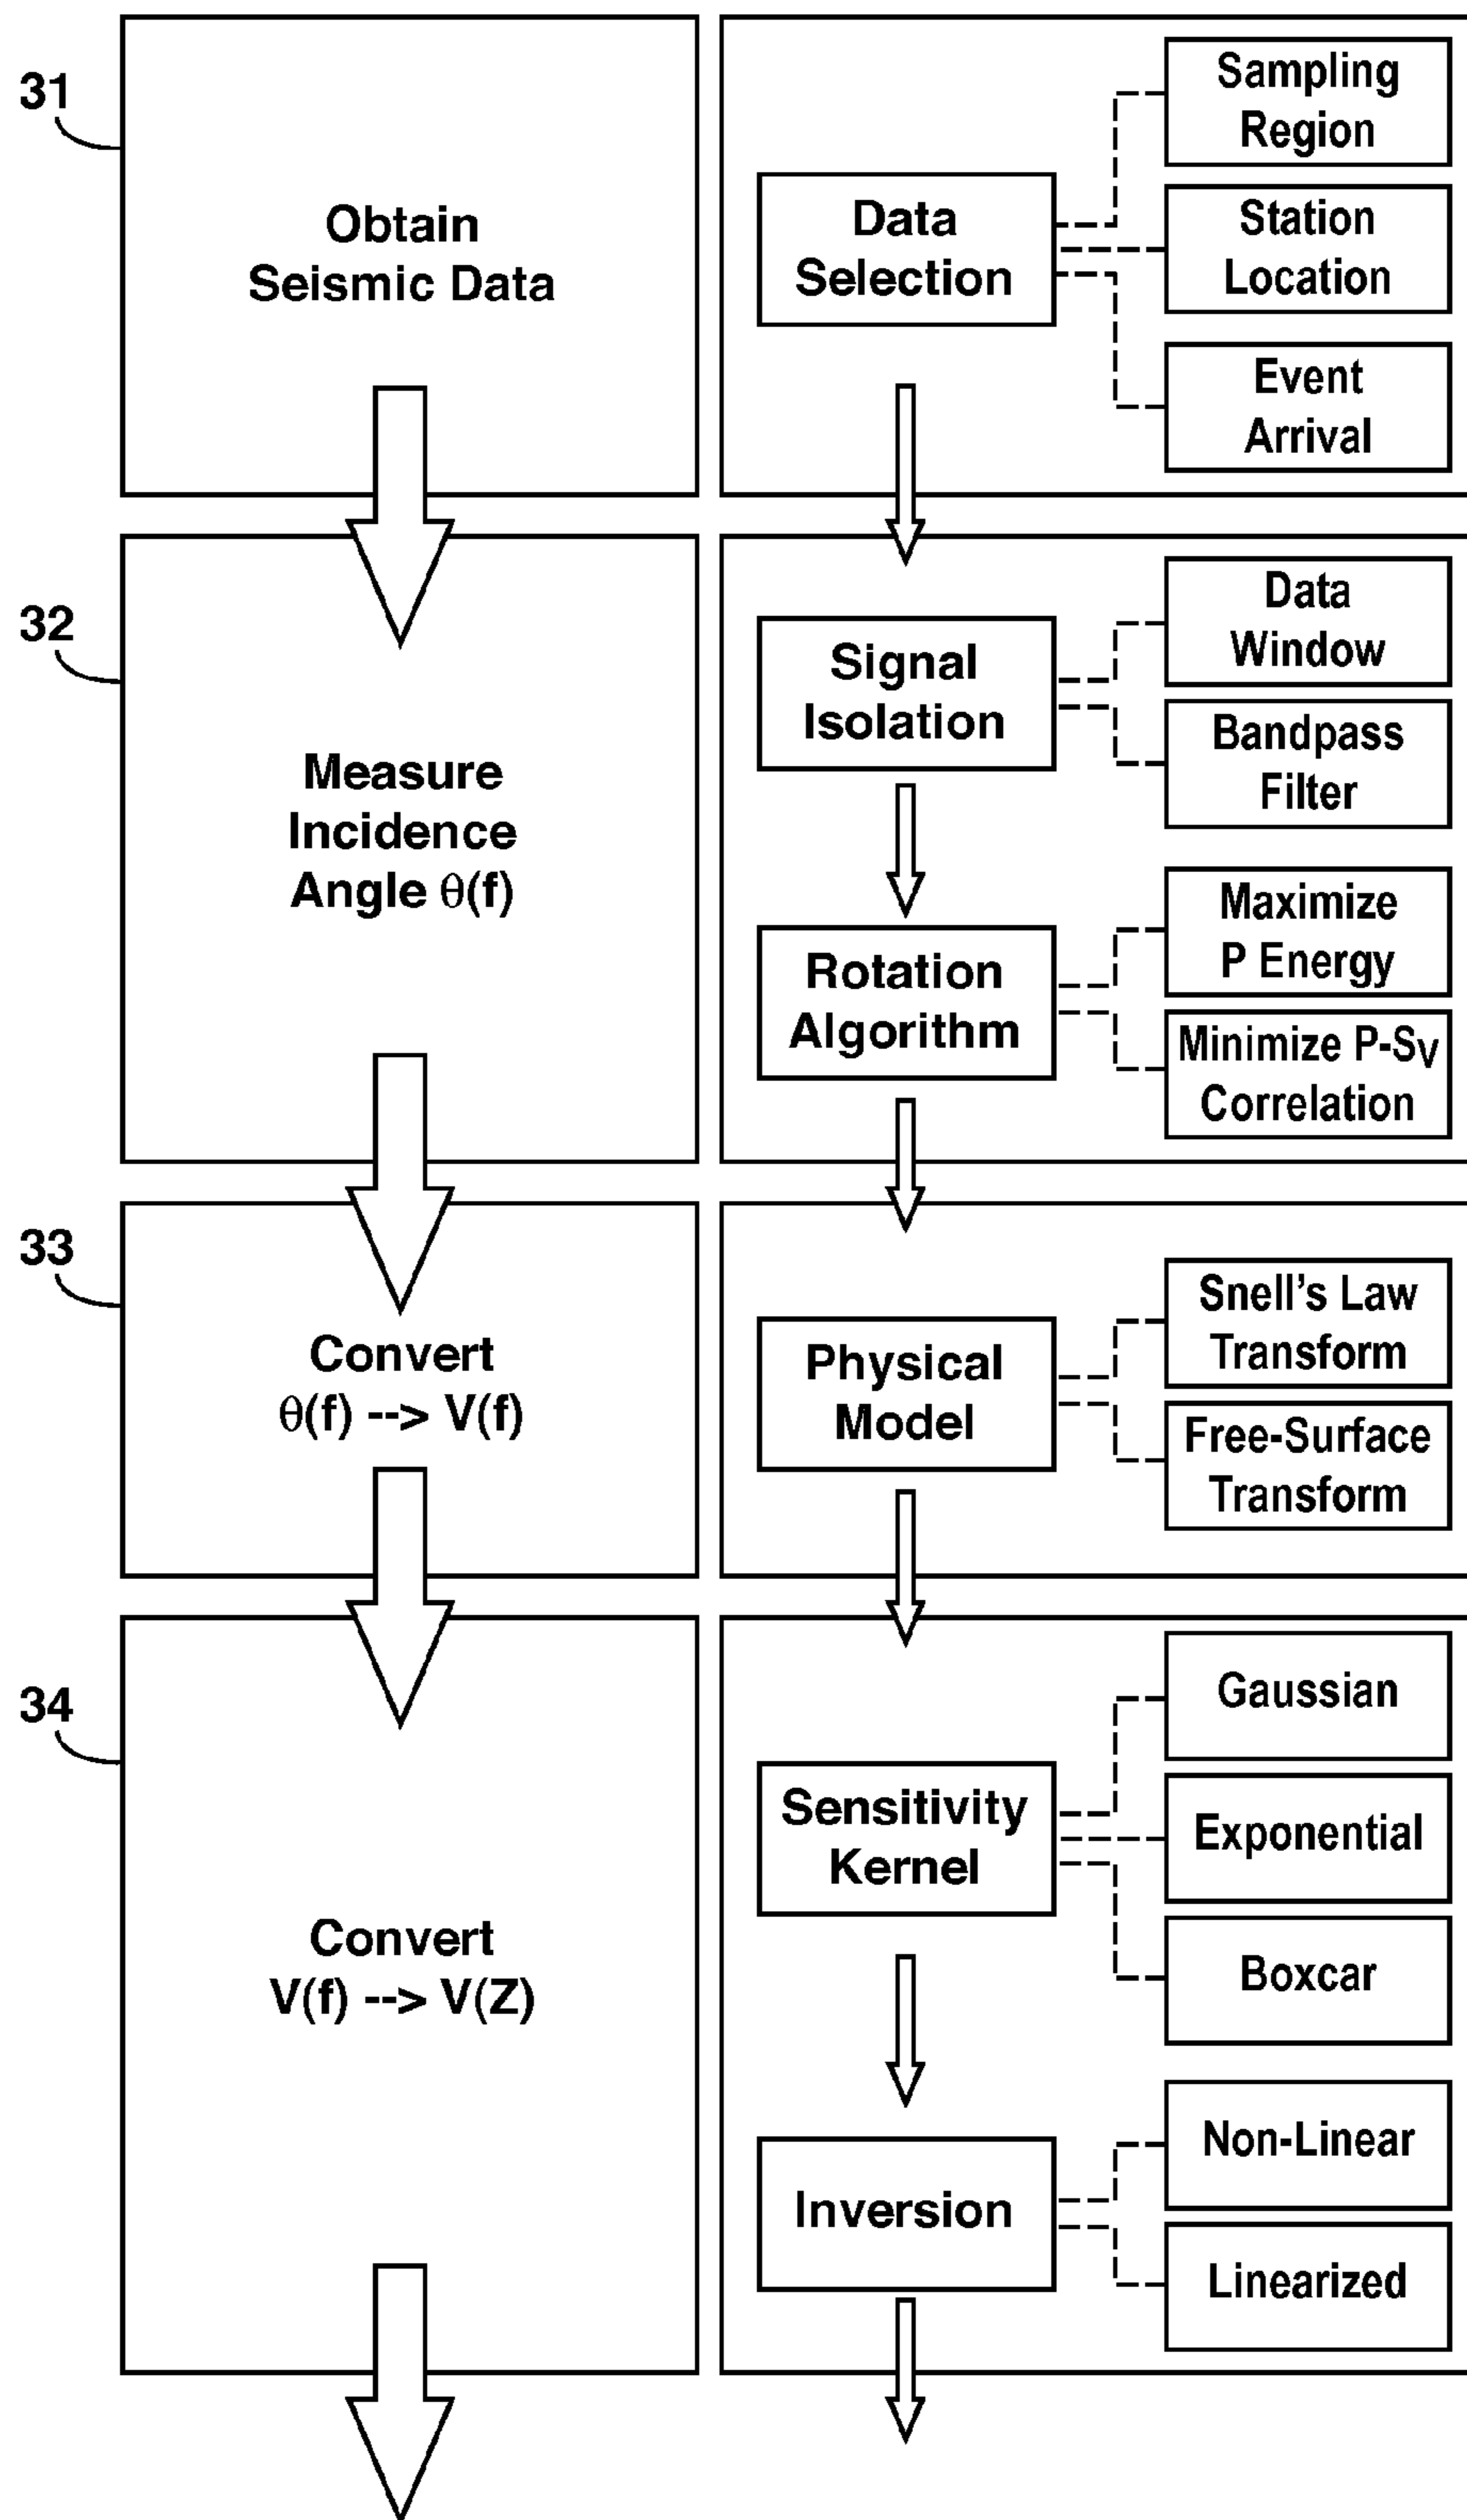 31
Obtain
Seismic Data
Data
Selection
Sampling
Region
Station
Location
Event
Arrival
32
Measure
Incidence
Angle θ(f)
Signal
Isolation
Data
Window
Bandpass
Filter
Rotation
Algorithm
Maximize
P Energy
Minimize P-SV
Correlation
33
Convert
θ(f) --> V(f)
Physical
Model
Snell's Law
Transform
Free-Surface
Transform
34
Convert
V(f) --> V(Z)
Sensitivity
Kernel
Gaussian
Exponential
Boxcar
Inversion
Non-Linear
Linearized